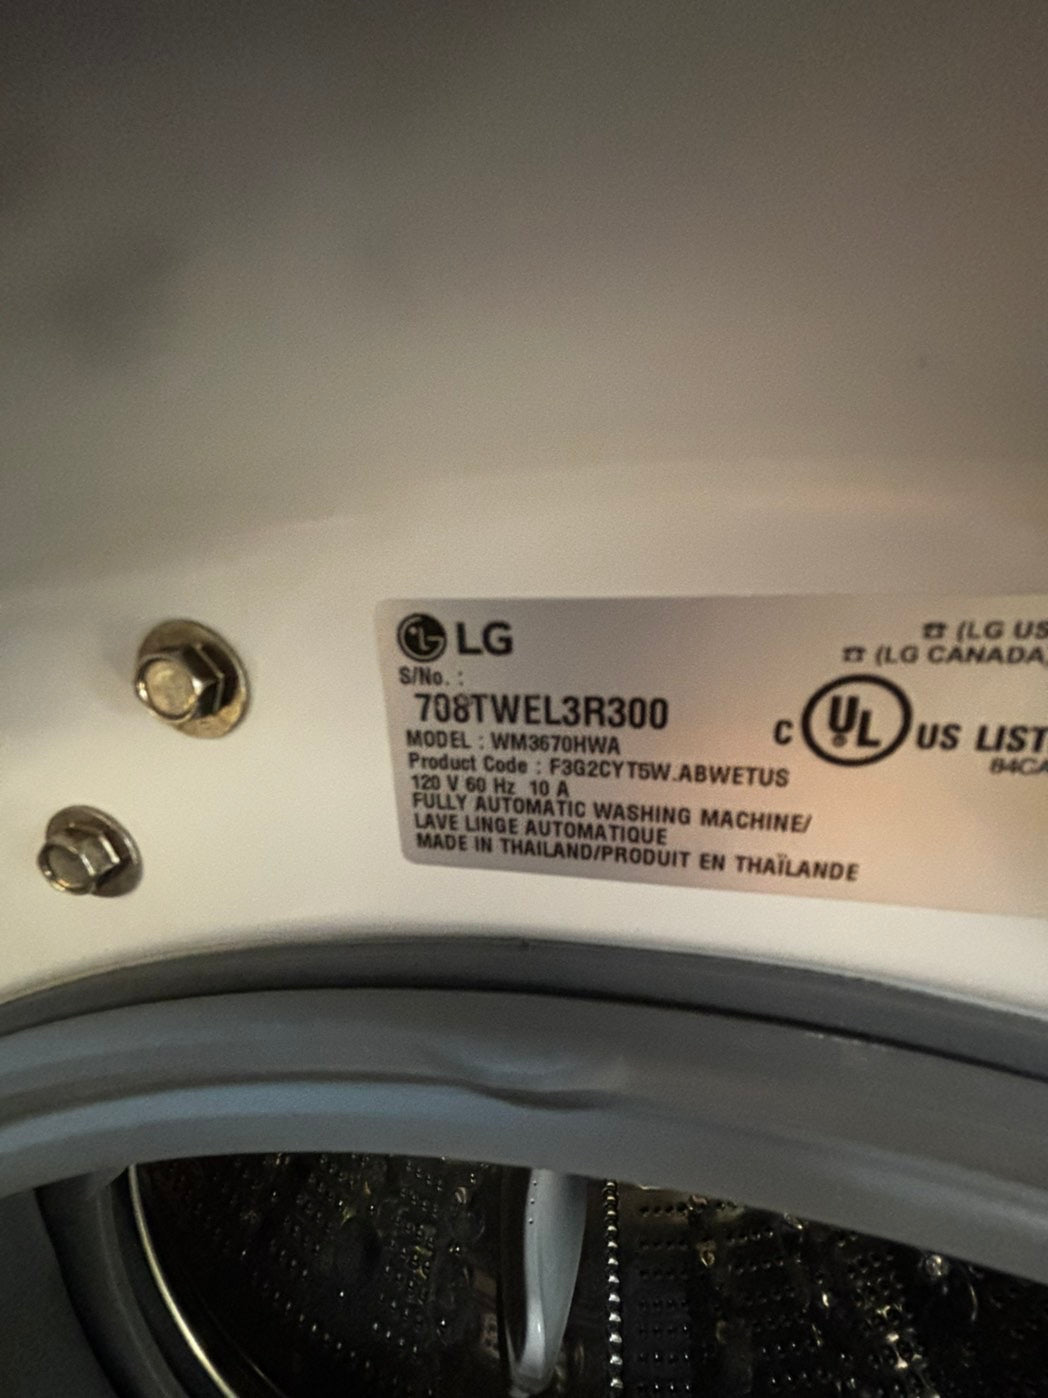 LG
S/No. :
708TWEL3R300
MODEL : WM3670HWA
Product Code : F3G2CYT5W.ABWETUS
120 V 60 Hz 10 A
FULLY AUTOMATIC WASHING MACHINE/
LAVE LINGE AUTOMATIQUE
MADE IN THAILAND/PRODUIT EN THAÏLANDE
☎ (LG US
☎ (LG CANADA)
C UL ® US LIST
84CA